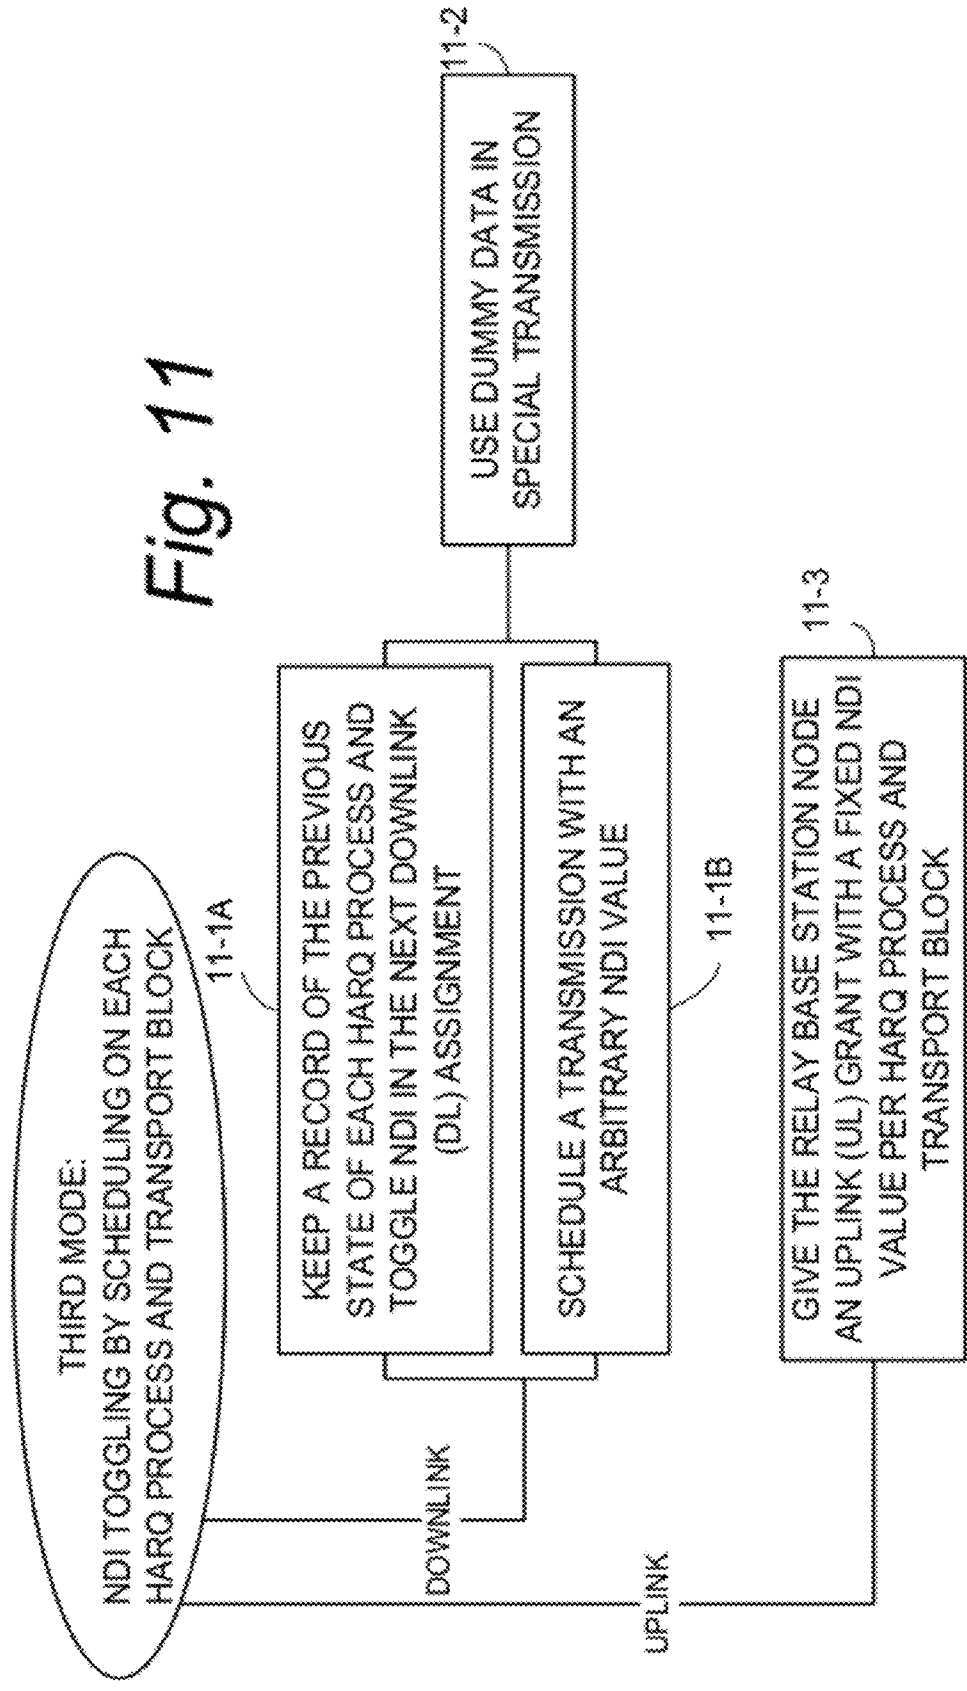 Fig. 11
THIRD MODE:
NDI TOGGLING BY SCHEDULING ON EACH
HARQ PROCESS AND TRANSPORT BLOCK
DOWNLINK
UPLINK
11-1A
KEEP A RECORD OF THE PREVIOUS
STATE OF EACH HARQ PROCESS AND
TOGGLE NDI IN THE NEXT DOWNLINK
(DL) ASSIGNMENT
SCHEDULE A TRANSMISSION WITH AN
ARBITRARY NDI VALUE
11-1B
11-2
USE DUMMY DATA IN
SPECIAL TRANSMISSION
11-3
GIVE THE RELAY BASE STATION NODE
AN UPLINK (UL) GRANT WITH A FIXED NDI
VALUE PER HARQ PROCESS AND
TRANSPORT BLOCK